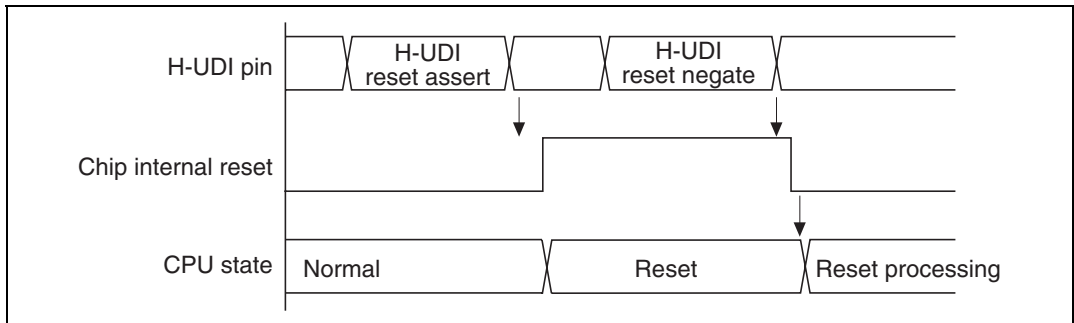 H-UDI pin
H-UDI
reset assert
H-UDI
reset negate
Chip internal reset
CPU state
Normal
Reset
Reset processing